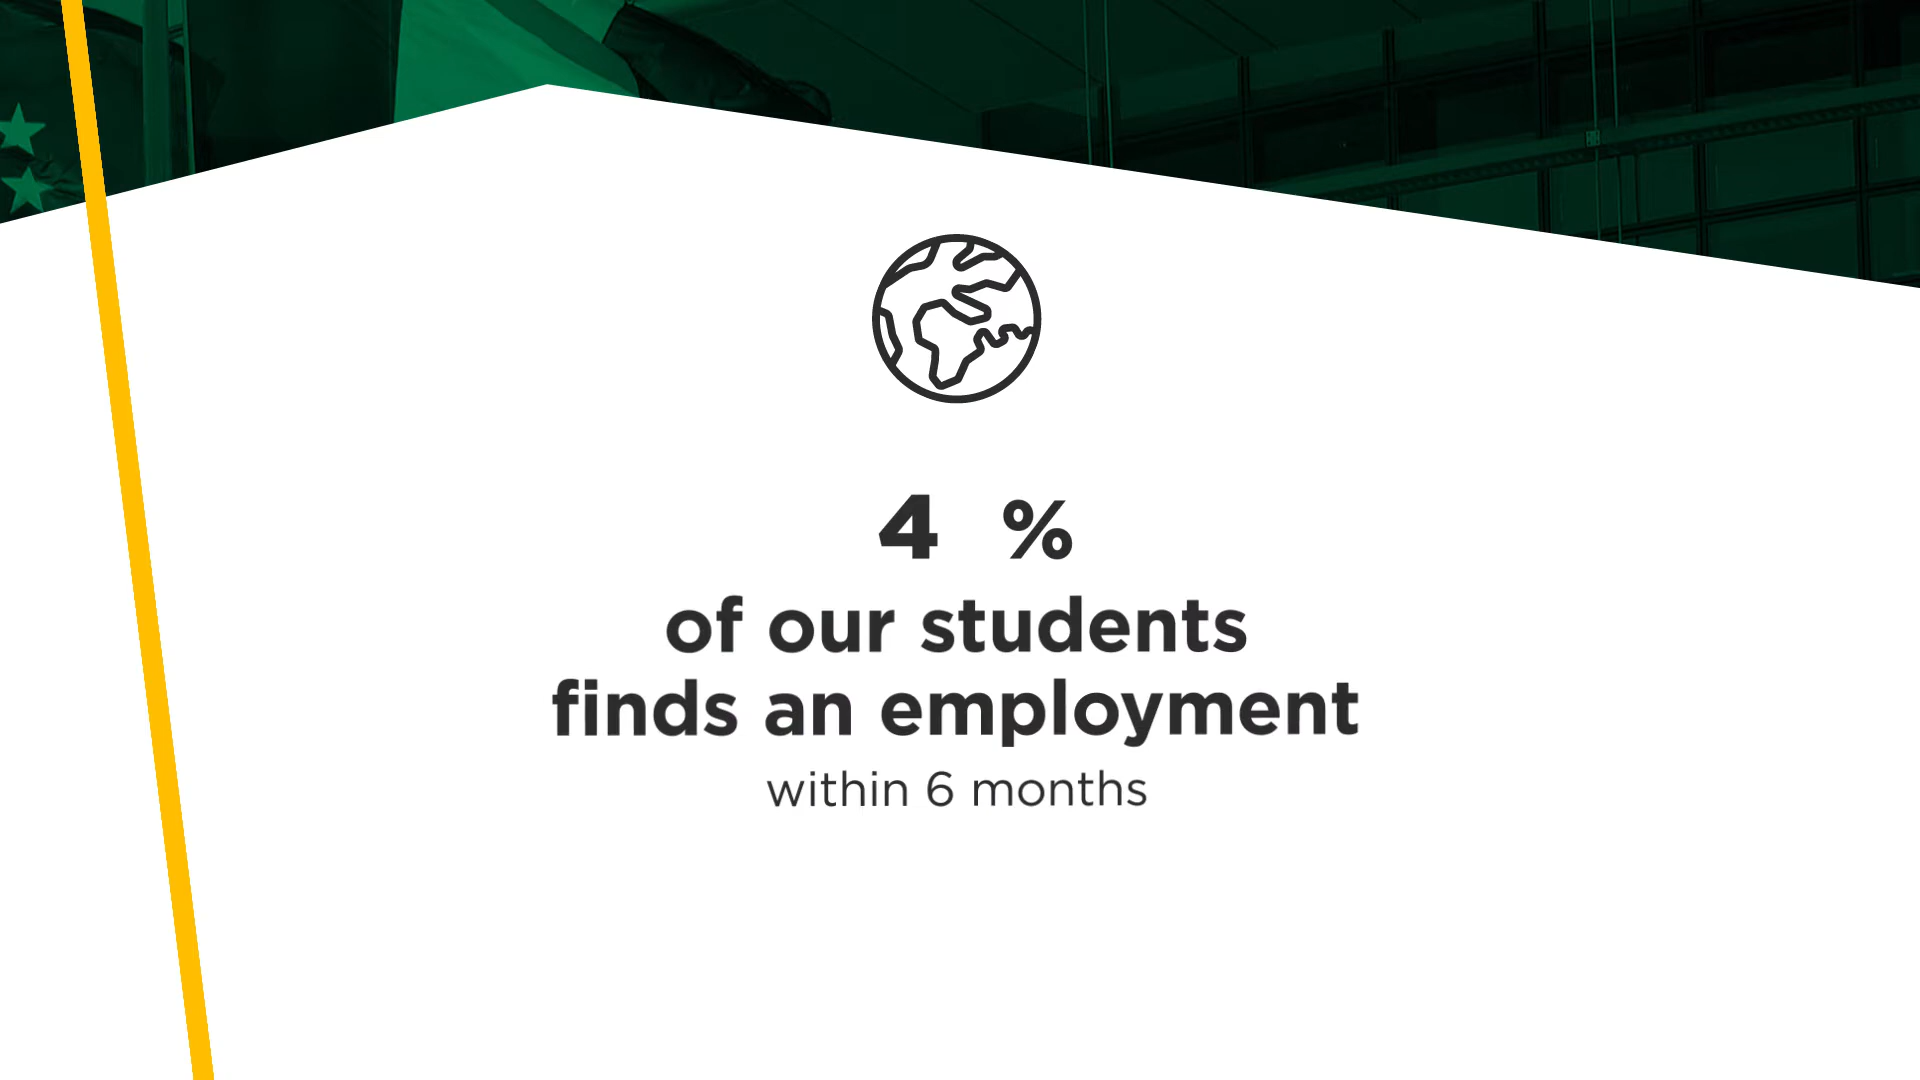 4 %
of our students
finds an employment
within 6 months